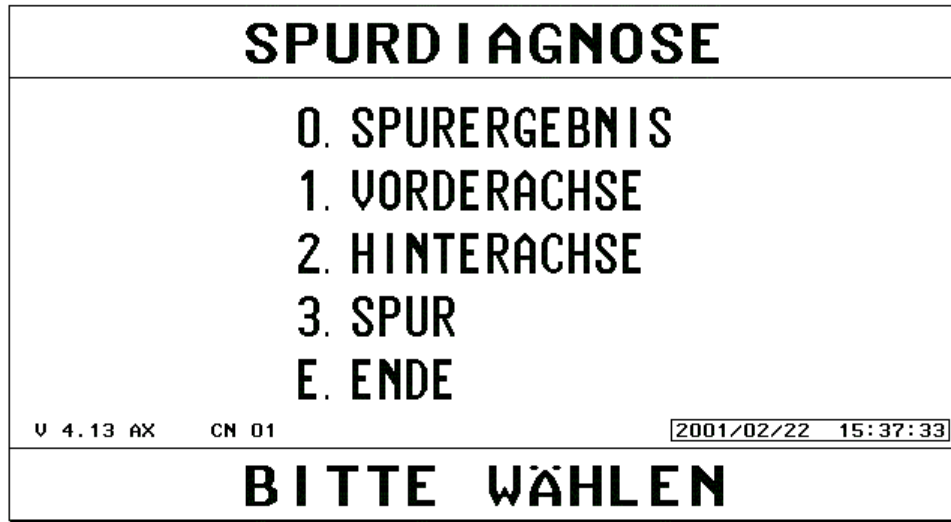 SPURDIAGNOSE
0. SPURERGEBNIS
1. VORDERACHSE
2. HINTERACHSE
3. SPUR
E. ENDE
V 4.13 AX CN 01 2001/02/22 15:37:33
BITTE WÄHLEN